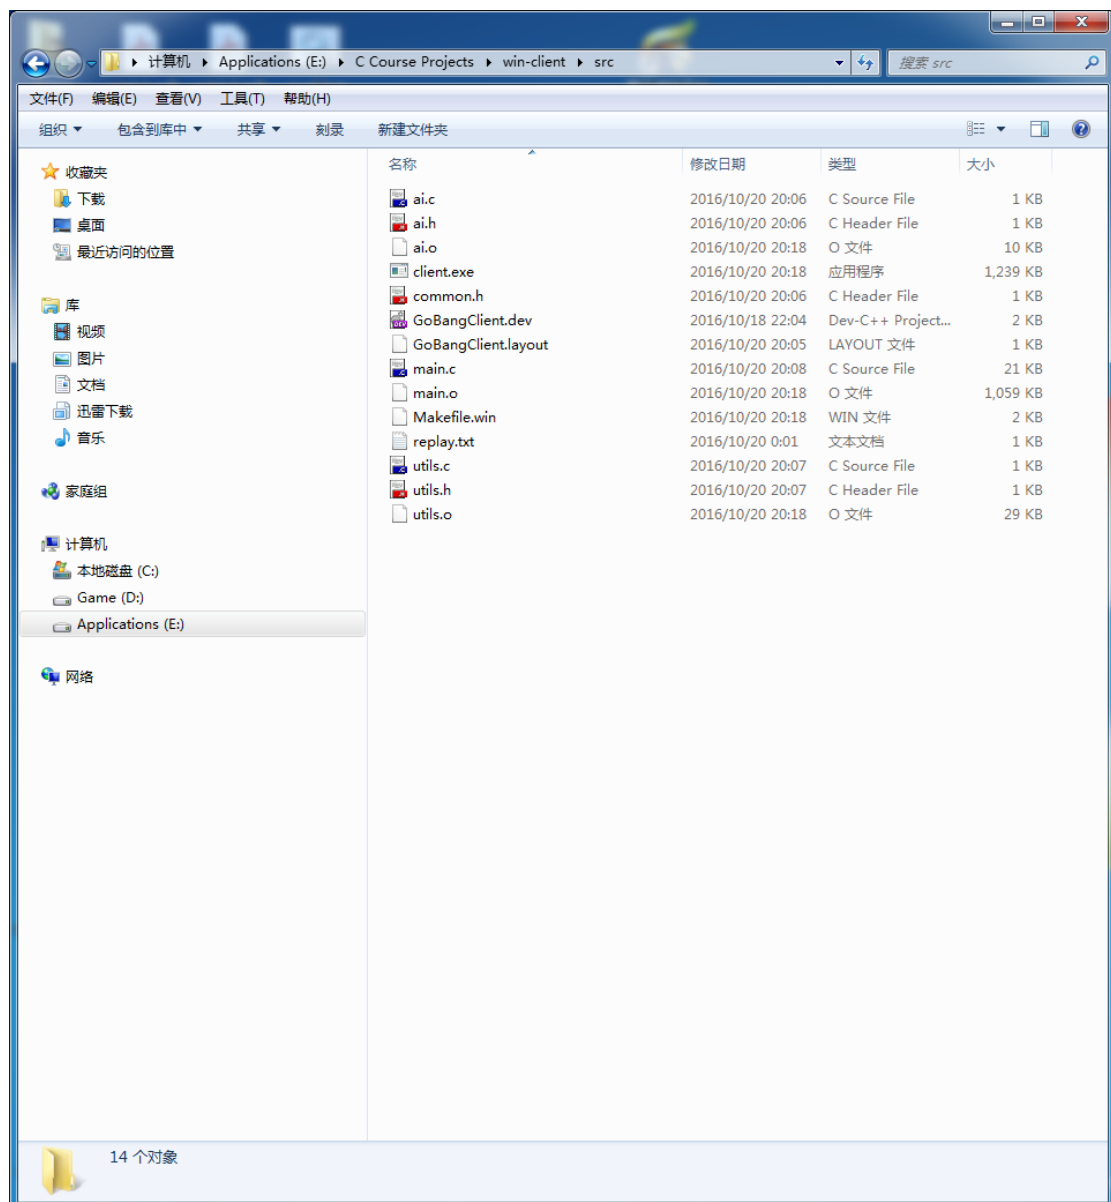 计算机 Applications (E:) C Course Projects win-client src 搜索 src
文件(F) 编辑(E) 查看(V) 工具(T) 帮助(H)
组织 包含到库中 共享 刻录 新建文件夹
收藏夹
下载
桌面
最近访问的位置
库
视频
图片
文档
迅雷下载
音乐
家庭组
计算机
本地磁盘 (C:)
Game (D:)
Applications (E:)
网络
名称 修改日期 类型 大小
ai.c 2016/10/20 20:06 C Source File 1 KB
ai.h 2016/10/20 20:06 C Header File 1 KB
ai.o 2016/10/20 20:18 O 文件 10 KB
client.exe 2016/10/20 20:18 应用程序 1,239 KB
common.h 2016/10/20 20:06 C Header File 1 KB
GoBangClient.dev 2016/10/18 22:04 Dev-C++ Project... 2 KB
GoBangClient.layout 2016/10/20 20:05 LAYOUT 文件 1 KB
main.c 2016/10/20 20:08 C Source File 21 KB
main.o 2016/10/20 20:18 O 文件 1,059 KB
Makefile.win 2016/10/20 20:18 WIN 文件 2 KB
replay.txt 2016/10/20 0:01 文本文档 1 KB
utils.c 2016/10/20 20:07 C Source File 1 KB
utils.h 2016/10/20 20:07 C Header File 1 KB
utils.o 2016/10/20 20:18 O 文件 29 KB
14 个对象